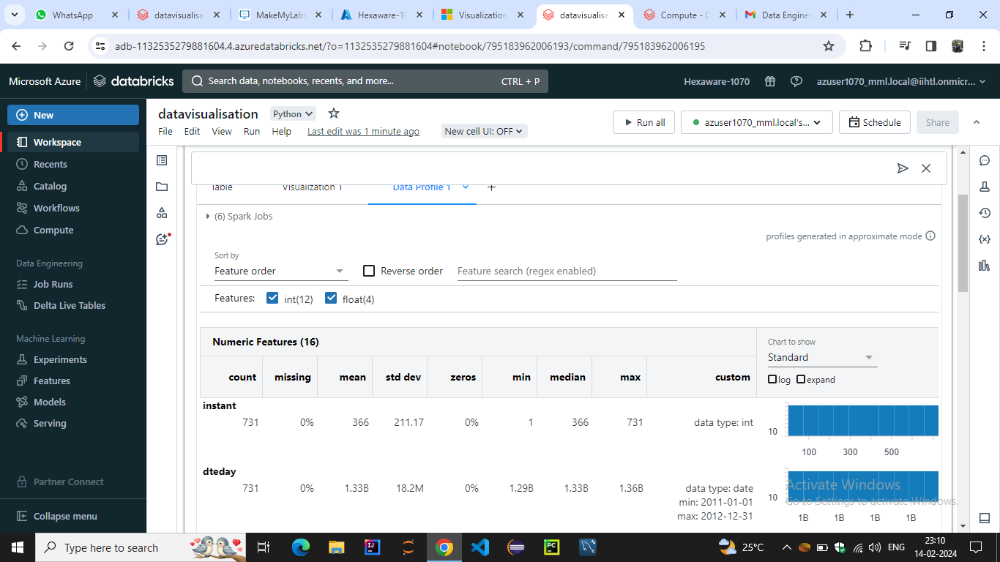 WhatsApp
datavisualisa
MakeMyLabs
Hexaware-10
Visualization
datavisualisa
Compute - D
Data Enginee
adb-1132535279881604.4.azuredatabricks.net/?o=1132535279881604#notebook/795183962006193/command/795183962006195
Microsoft Azure
databricks
Search data, notebooks, recents, and more...
CTRL + P
Hexaware-1070
azuser1070_mml.local@iihtl.onmicr...
New
Workspace
Recents
Catalog
Workflows
Compute
Data Engineering
Job Runs
Delta Live Tables
Machine Learning
Experiments
Features
Models
Serving
Partner Connect
Collapse menu
datavisualisation
Python
File Edit View Run Help Last edit was 1 minute ago
New cell UI: OFF
Run all
azuser1070_mml.local's...
Schedule
Share
Table
Visualization 1
Data Profile 1
+
(6) Spark Jobs
profiles generated in approximate mode
Sort by
Feature order
Reverse order
Feature search (regex enabled)
Features: int(12) float(4)
Numeric Features (16)
Chart to show
Standard
log expand
count missing mean std dev zeros min median max custom
instant
731 0% 366 211.17 0% 1 366 731 data type: int
10
100 300 500
dteday
731 0% 1.33B 18.2M 0% 1.29B 1.33B 1.36B data type: date
min: 2011-01-01
max: 2012-12-31
10
1B 1B 1B 1B
Activate Windows
Go to Settings to activate Windows.
Type here to search
25°C
ENG
23:10
14-02-2024